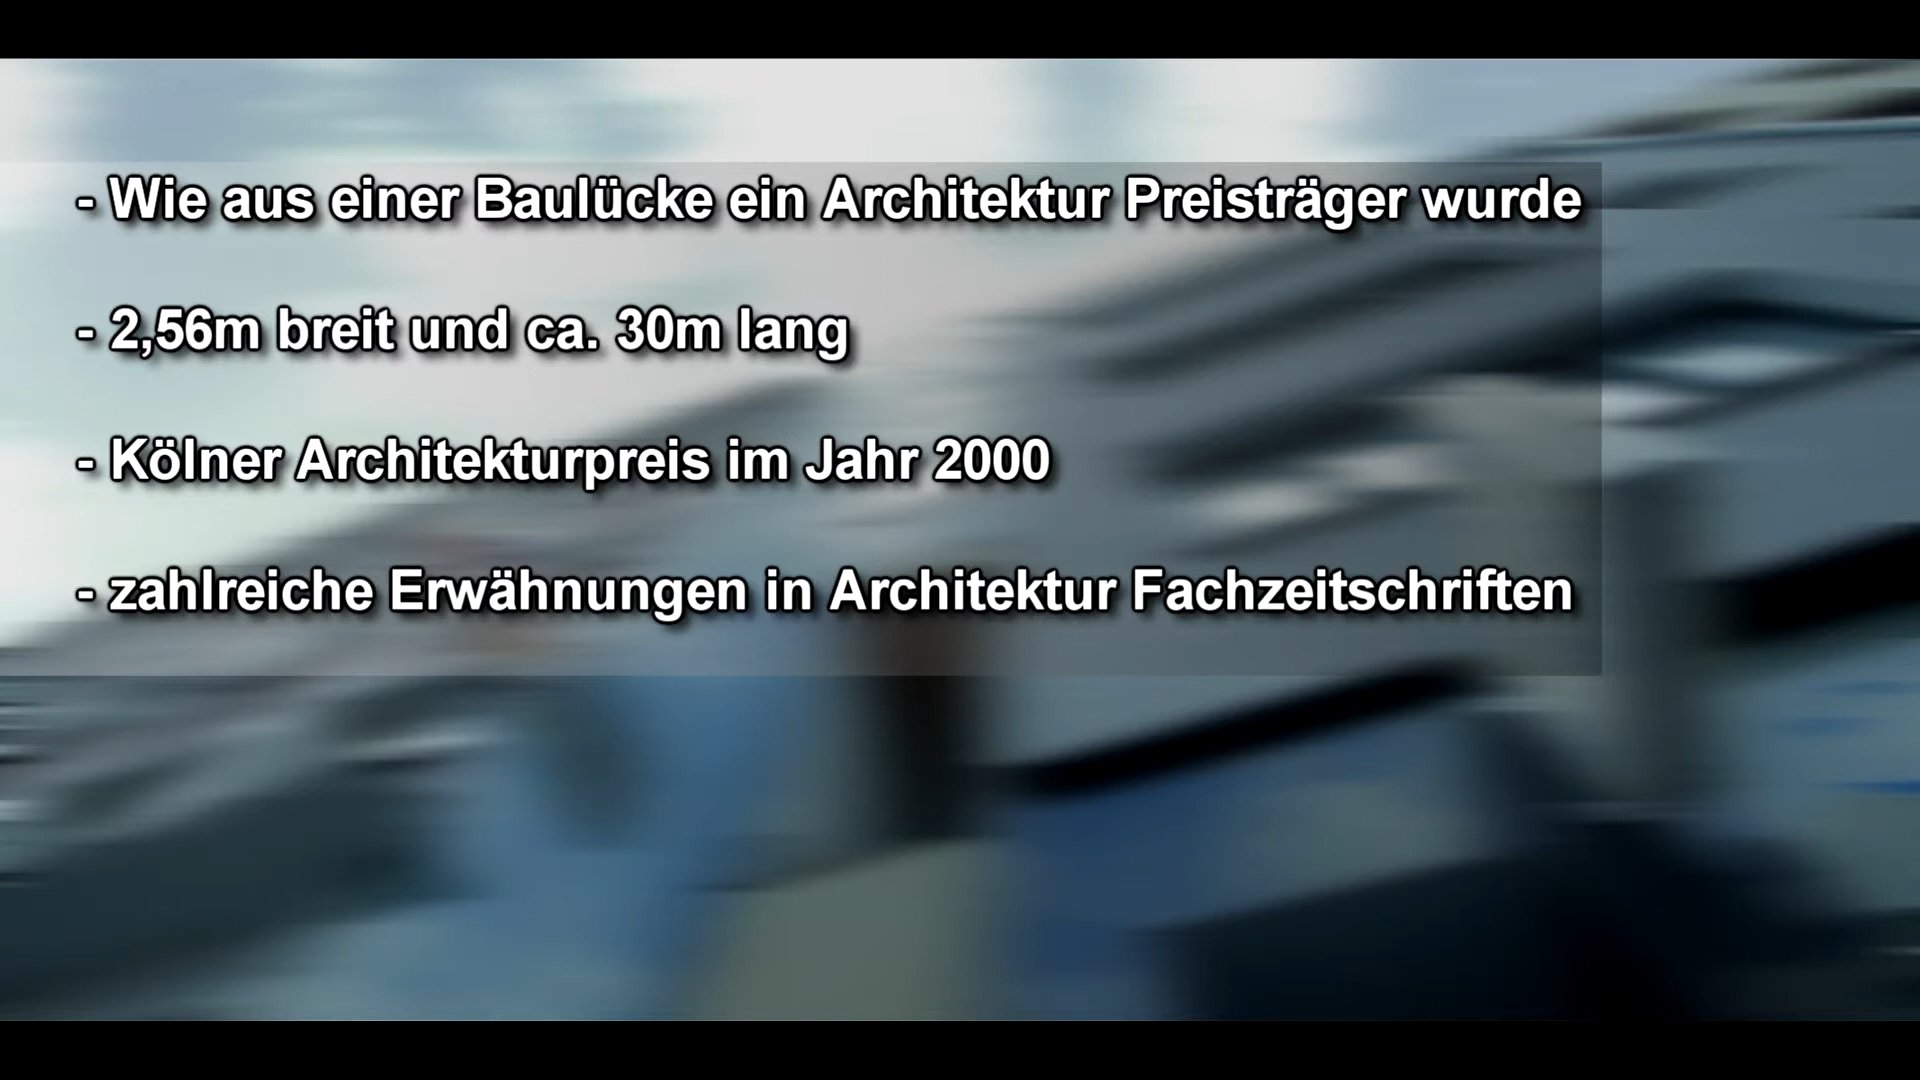 - Wie aus einer Baulücke ein Architektur Preisträger wurde
- 2,56m breit und ca. 30m lang
- Kölner Architekturpreis im Jahr 2000
- zahlreiche Erwähnungen in Architektur Fachzeitschriften